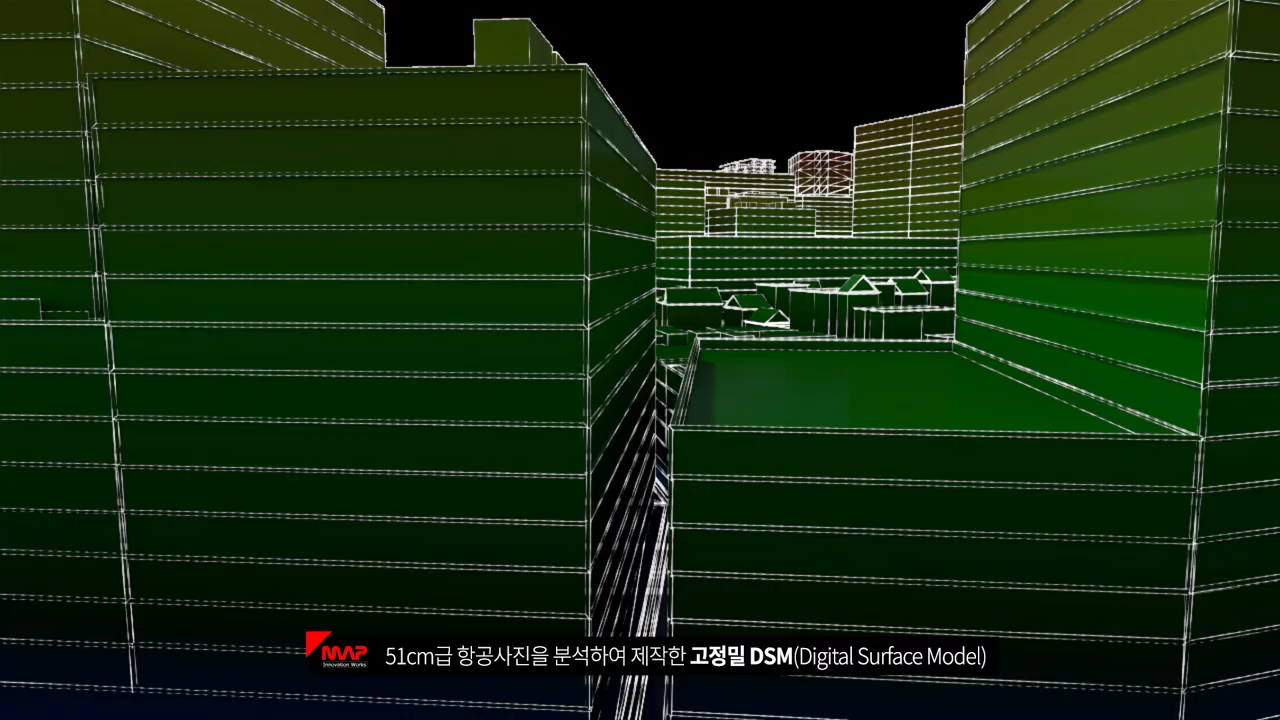 MAP
Innovation Works
51cm급 항공사진을 분석하여 제작한 고정밀 DSM(Digital Surface Model)